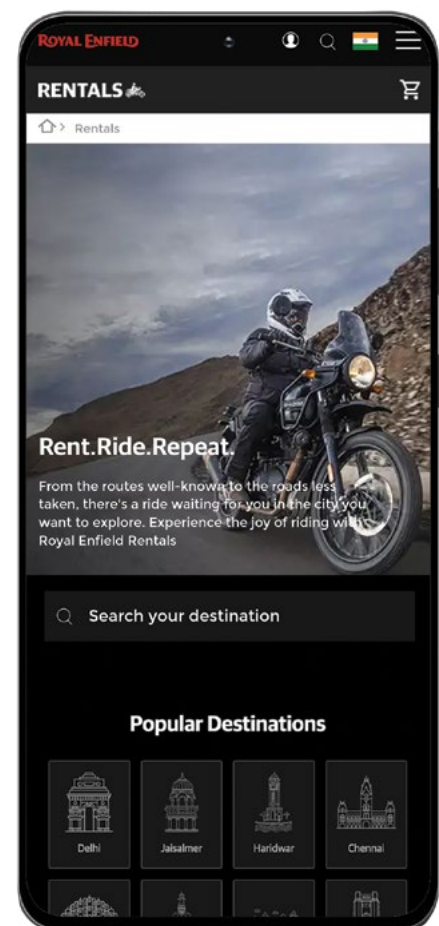 ROYAL ENFIELD
RENTALS
Rentals
Rent.Ride.Repeat.
From the routes well-known to the roads less
taken, there's a ride waiting for you in the city you
want to explore. Experience the joy of riding with
Royal Enfield Rentals
Search your destination
Popular Destinations
Delhi
Jaisalmer
Haridwar
Chennai